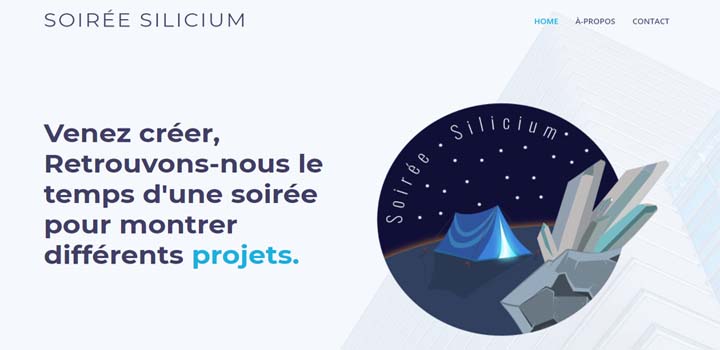 SOIRÉE SILICIUM
HOME À-PROPOS CONTACT
Venez créer,
Retrouvons-nous le
temps d'une soirée
pour montrer
différents projets.
Soirée • Silicium •